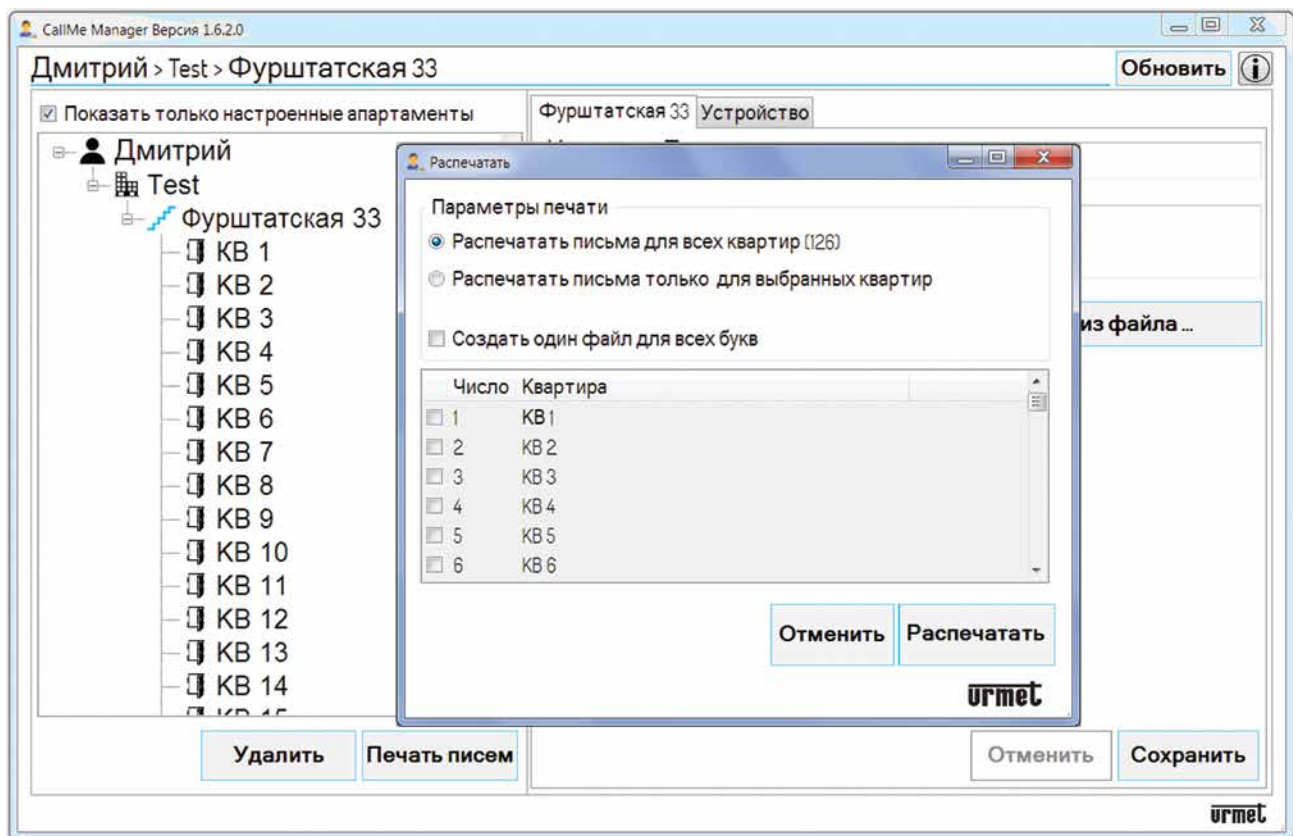 CallMe Manager Версия 1.6.2.0
Дмитрий > Test > Фурштатская 33
Обновить
Показать только настроенные апартаменты
Фурштатская 33 Устройство
Дмитрий
Test
Фурштатская 33
КВ 1
КВ 2
КВ 3
КВ 4
КВ 5
КВ 6
КВ 7
КВ 8
КВ 9
КВ 10
КВ 11
КВ 12
КВ 13
КВ 14
Распечатать
Параметры печати
Распечатать письма для всех квартир (126)
Распечатать письма только для выбранных квартир
Создать один файл для всех букв
Число Квартира
1 КВ 1
2 КВ 2
3 КВ 3
4 КВ 4
5 КВ 5
6 КВ 6
Отменить Распечатать
urmet
из файла ...
Удалить Печать писем
Отменить Сохранить
urmet